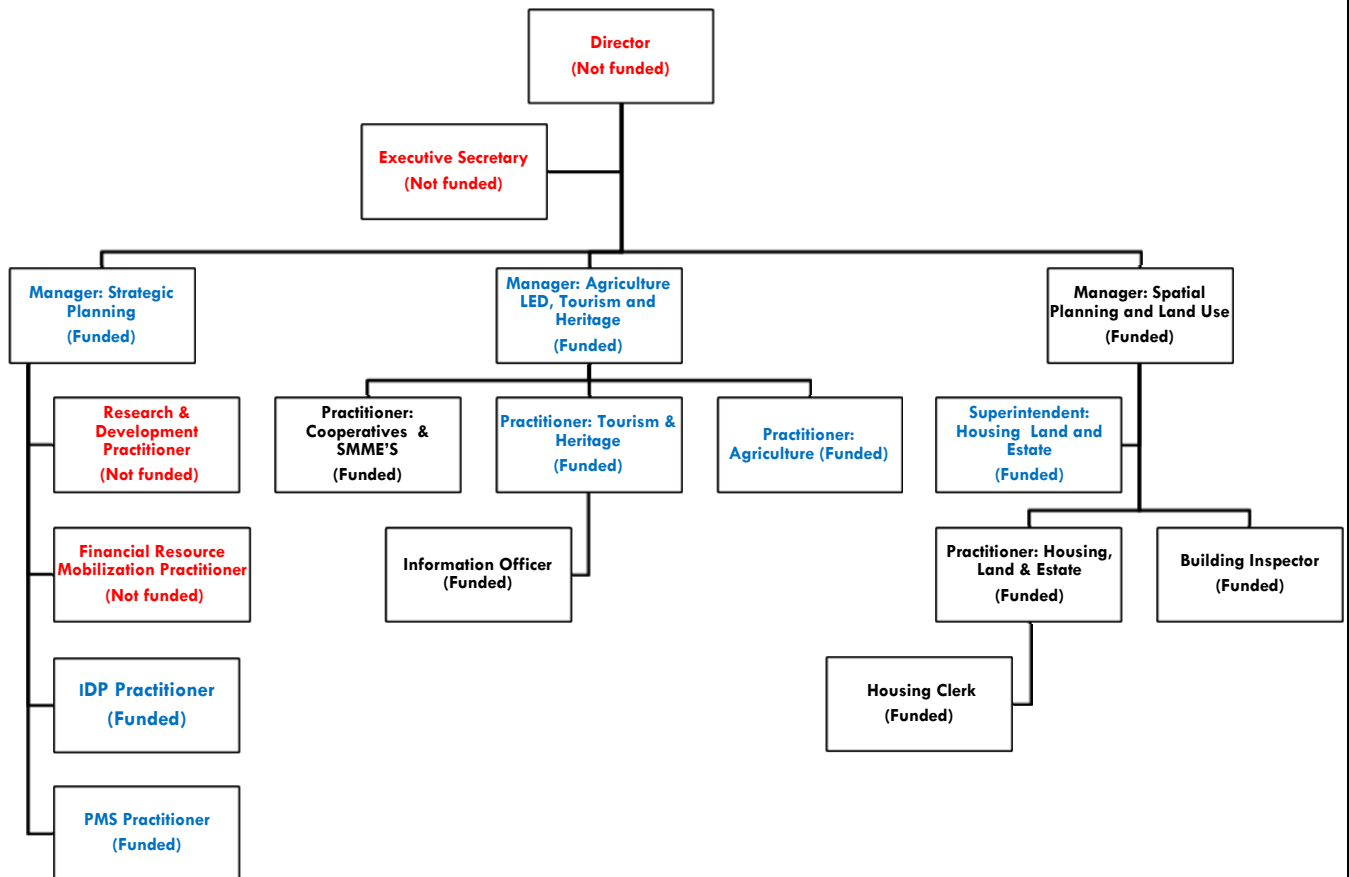 Director
(Not funded)
Executive Secretary
(Not funded)
Manager: Strategic
Planning
(Funded)
Manager: Agriculture
LED, Tourism and
Heritage
(Funded)
Manager: Spatial
Planning and Land Use
(Funded)
Research &
Development
Practitioner
(Not funded)
Practitioner:
Cooperatives &
SMME'S
(Funded)
Practitioner: Tourism &
Heritage
(Funded)
Practitioner:
Agriculture (Funded)
Superintendent:
Housing Land and
Estate
(Funded)
Financial Resource
Mobilization Practitioner
(Not funded)
Information Officer
(Funded)
Practitioner: Housing,
Land & Estate
(Funded)
Building Inspector
(Funded)
IDP Practitioner
(Funded)
Housing Clerk
(Funded)
PMS Practitioner
(Funded)